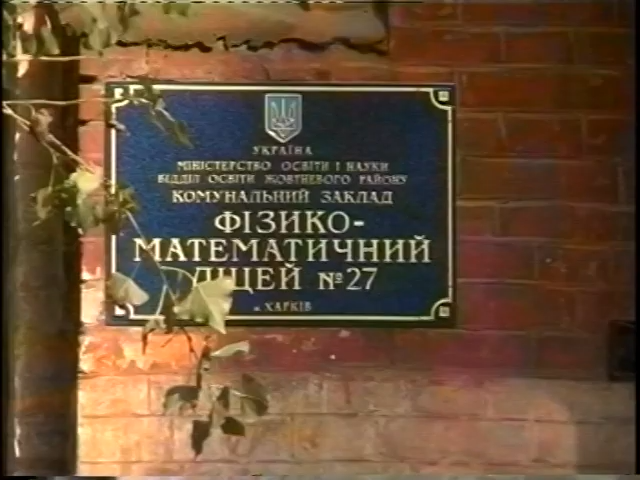 УКРАЇНА
МІНІСТЕРСТВО ОСВІТИ І НАУКИ
ВІДДІЛ ОСВІТИ ЖОВТНЕВОГО РАЙОНУ
КОМУНАЛЬНИЙ ЗАКЛАД
ФІЗИКО-
МАТЕМАТИЧНИЙ
ЛІЦЕЙ №27
м. ХАРКІВ